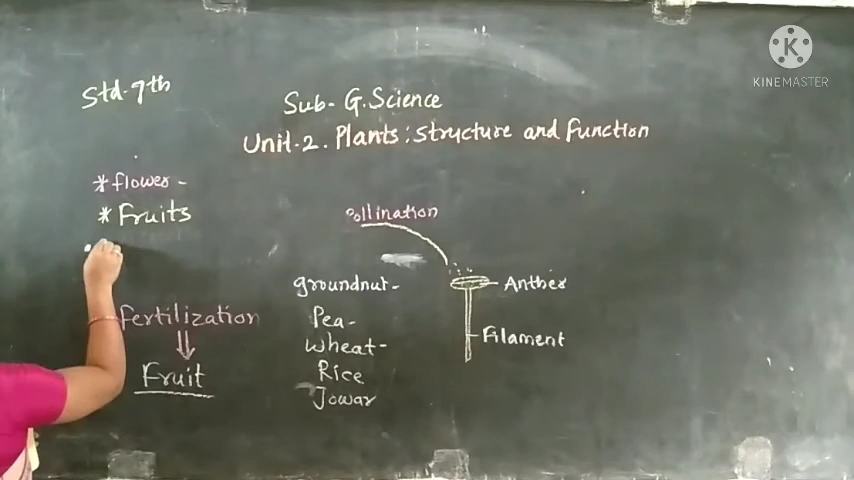 Std. 7th
Sub- G. Science
Unit. 2. Plants: Structure and Function
* flower -
* Fruits
Pollination
groundnut-
Anther
fertilization
Pea-
Filament
Wheat-
Fruit
Rice
Jowar
K
KINEMASTER